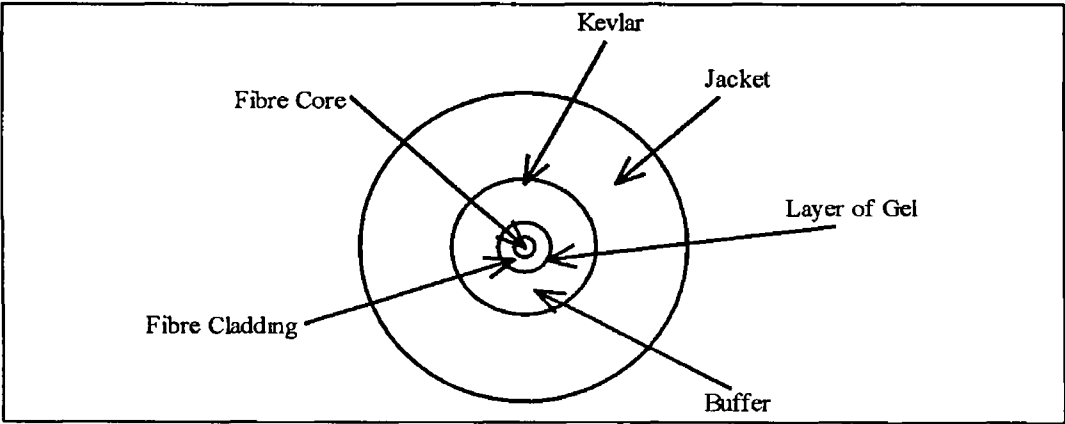 Kevlar
Jacket
Fibre Core
Layer of Gel
Fibre Cladding
Buffer